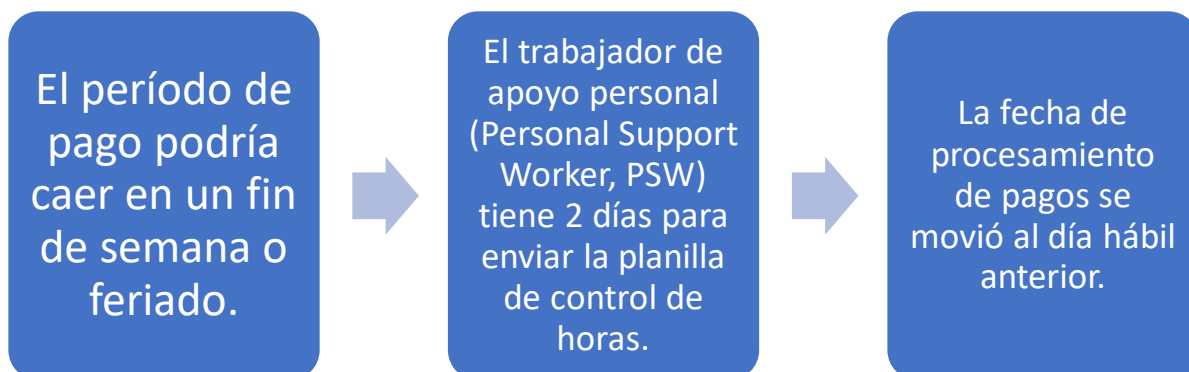 El período de
pago podría
caer en un fin
de semana o
feriado.
El trabajador de
apoyo personal
(Personal Support
Worker, PSW)
tiene 2 días para
enviar la planilla
de control de
horas.
La fecha de
procesamiento
de pagos se
movió al día hábil
anterior.